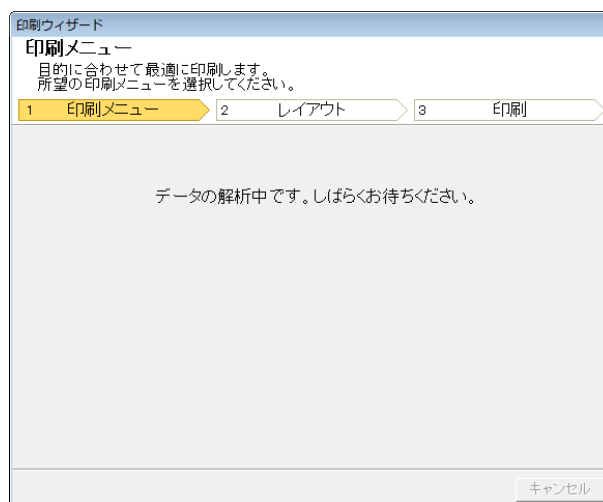 印刷ウィザード
印刷メニュー
目的に合わせて最適に印刷します。
所望の印刷メニューを選択してください。
1 印刷メニュー 2 レイアウト 3 印刷
データの解析中です。しばらくお待ちください。
キャンセル